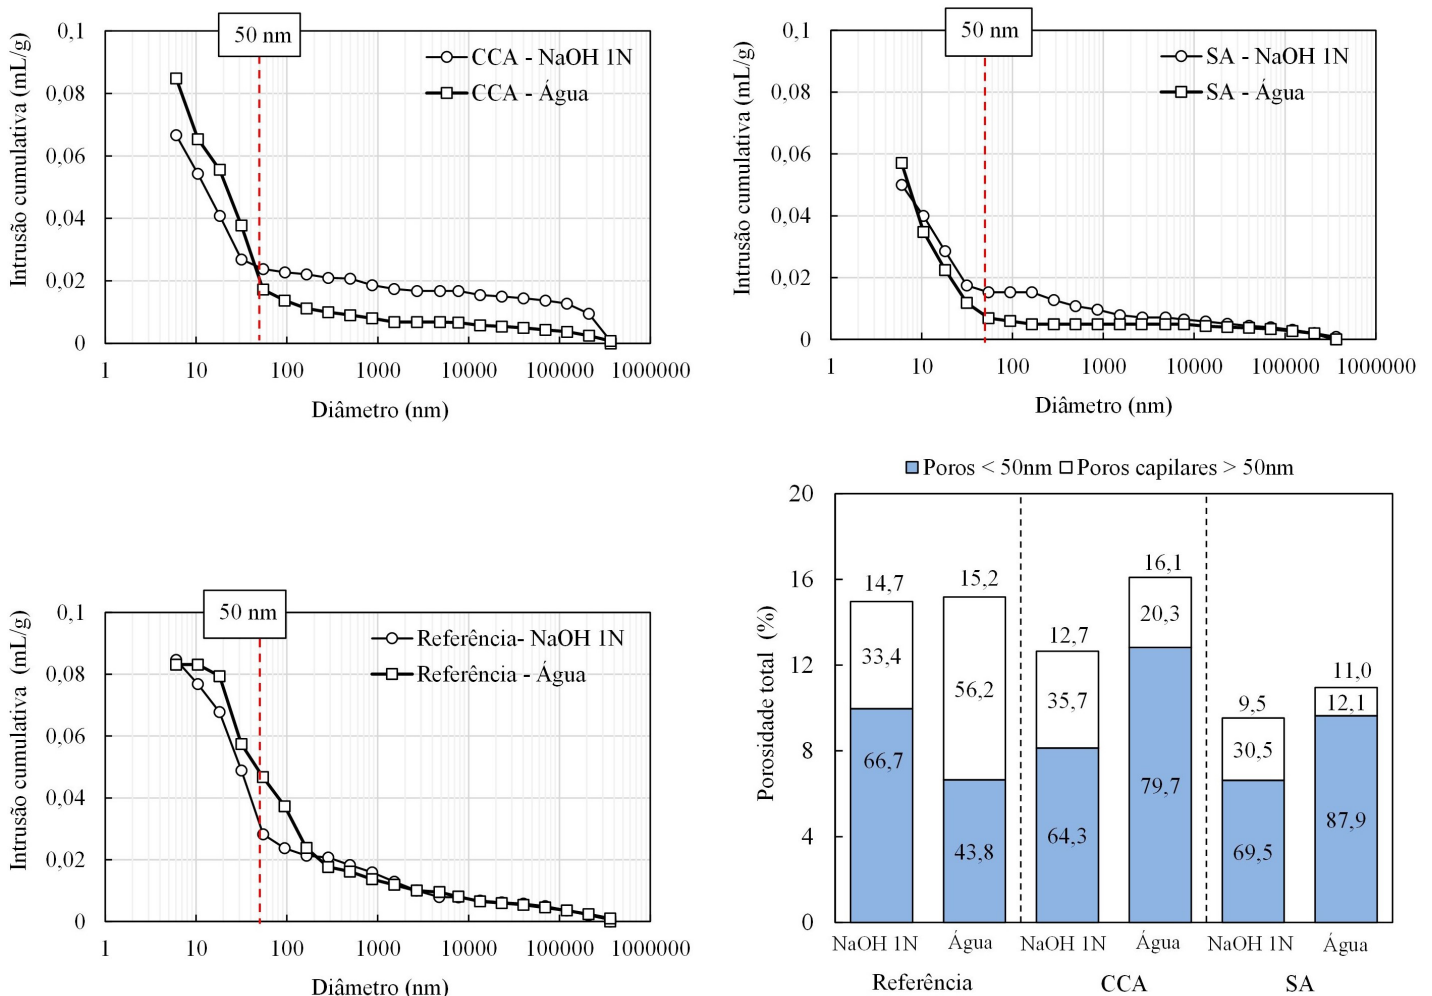 50 nm
0,1
0,08
0,06
0,04
0,02
0
Intrusão cumulativa (mL/g)
CCA - NaOH 1N
CCA - Água
1 10 100 1000 10000 100000 1000000
Diâmetro (nm)
50 nm
0,1
0,08
0,06
0,04
0,02
0
Intrusão cumulativa (mL/g)
SA - NaOH 1N
SA - Água
1 10 100 1000 10000 100000 1000000
Diâmetro (nm)
50 nm
0,1
0,08
0,06
0,04
0,02
0
Intrusão cumulativa (mL/g)
Referência- NaOH 1N
Referência - Água
1 10 100 1000 10000 100000 1000000
Diâmetro (nm)
Poros < 50nm Poros capilares > 50nm
20
16
12
8
4
0
Porosidade total (%)
14,7
33,4
66,7
15,2
56,2
43,8
12,7
35,7
64,3
16,1
20,3
79,7
9,5
30,5
69,5
11,0
12,1
87,9
NaOH 1N Água NaOH 1N Água NaOH 1N Água
Referência CCA SA